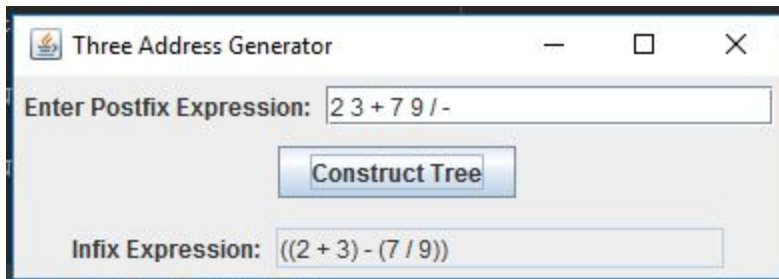 Three Address Generator
Enter Postfix Expression: 2 3 + 7 9 / -
Construct Tree
Infix Expression: ((2 + 3) - (7 / 9))